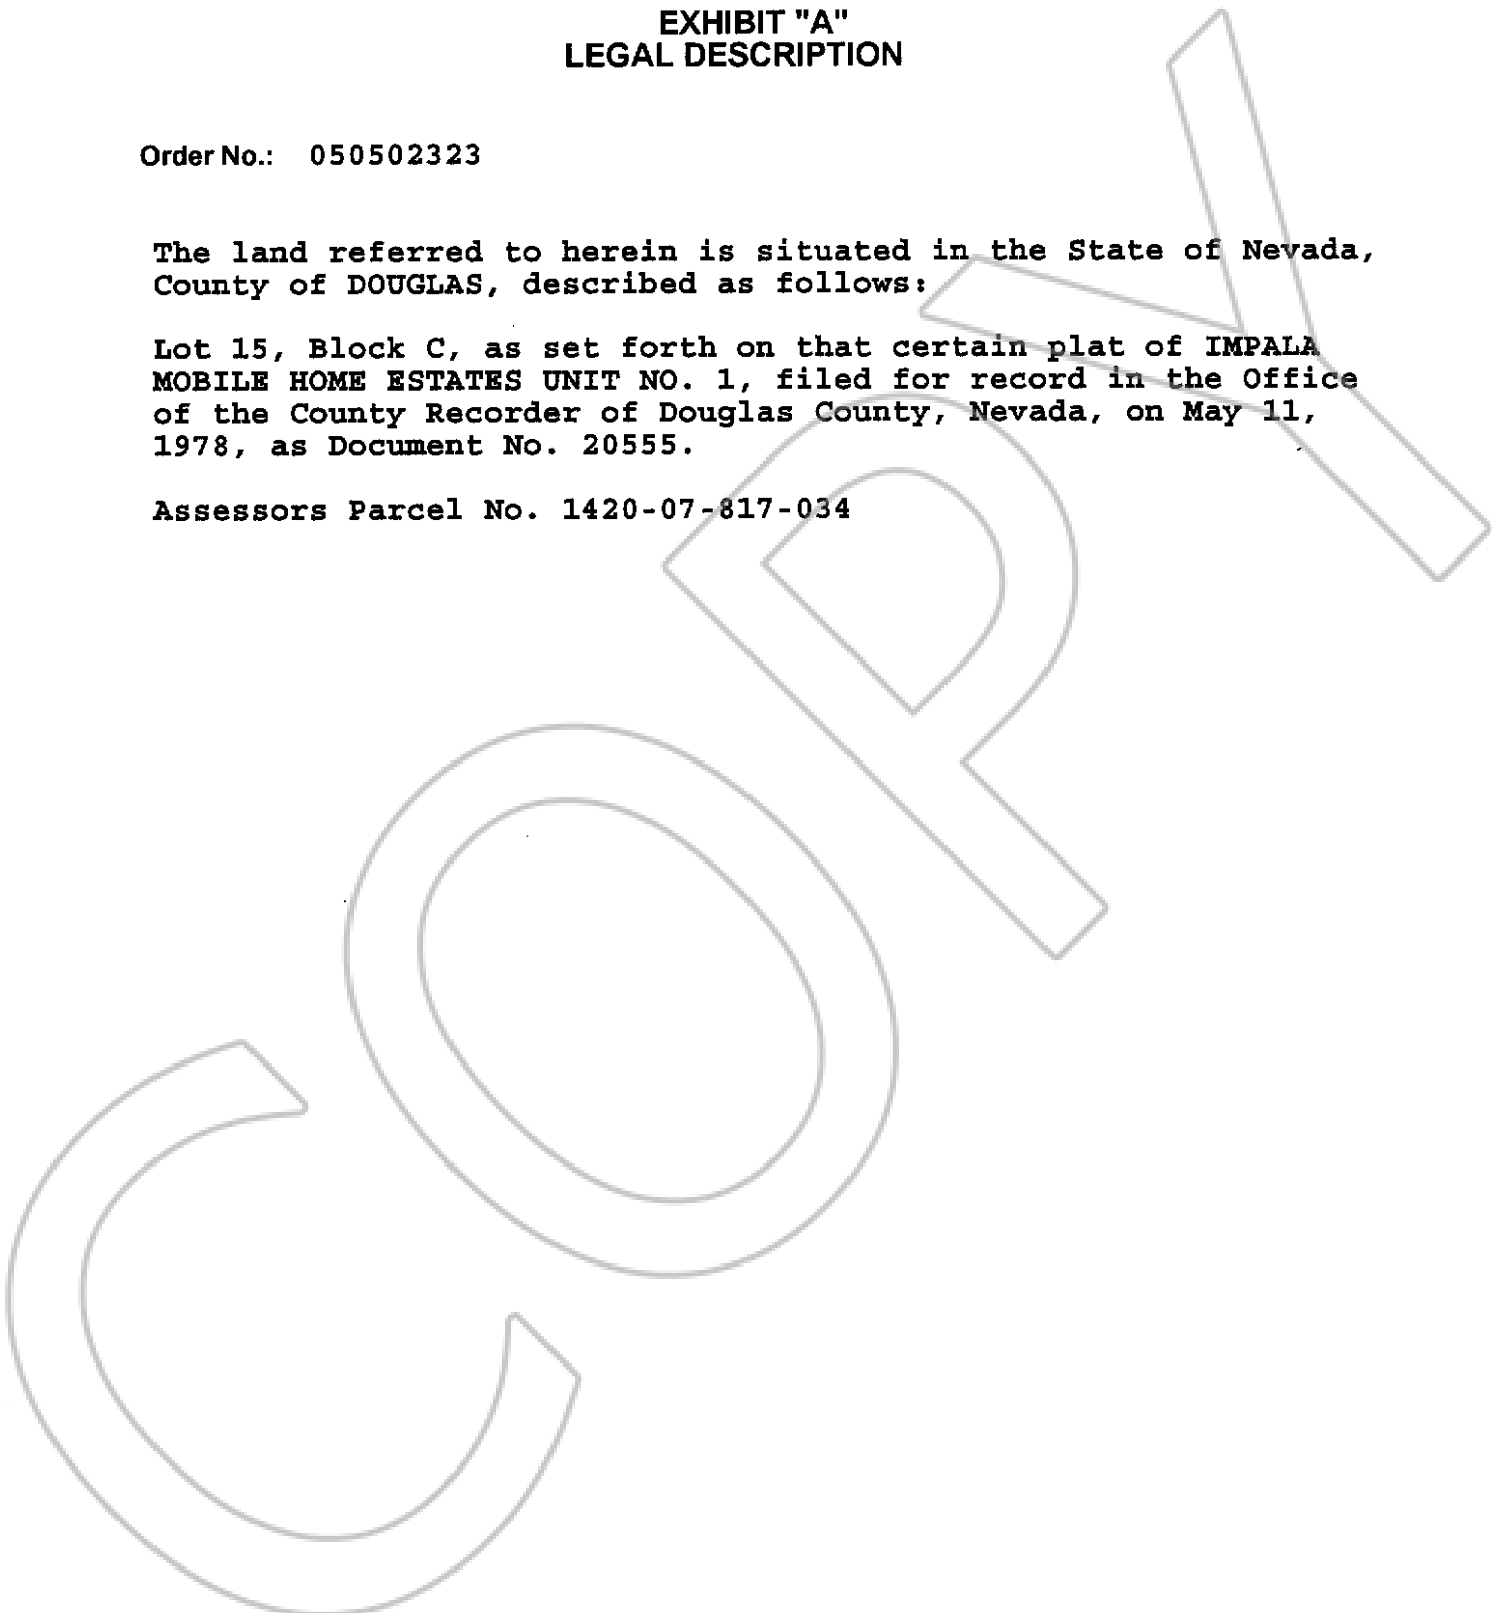 EXHIBIT "A"
LEGAL DESCRIPTION
Order No.: 050502323
The land referred to herein is situated in the State of Nevada,
County of DOUGLAS, described as follows:
Lot 15, Block C, as set forth on that certain plat of IMPALA
MOBILE HOME ESTATES UNIT NO. 1, filed for record in the Office
of the County Recorder of Douglas County, Nevada, on May 11,
1978, as Document No. 20555.
Assessors Parcel No. 1420-07-817-034
COPY